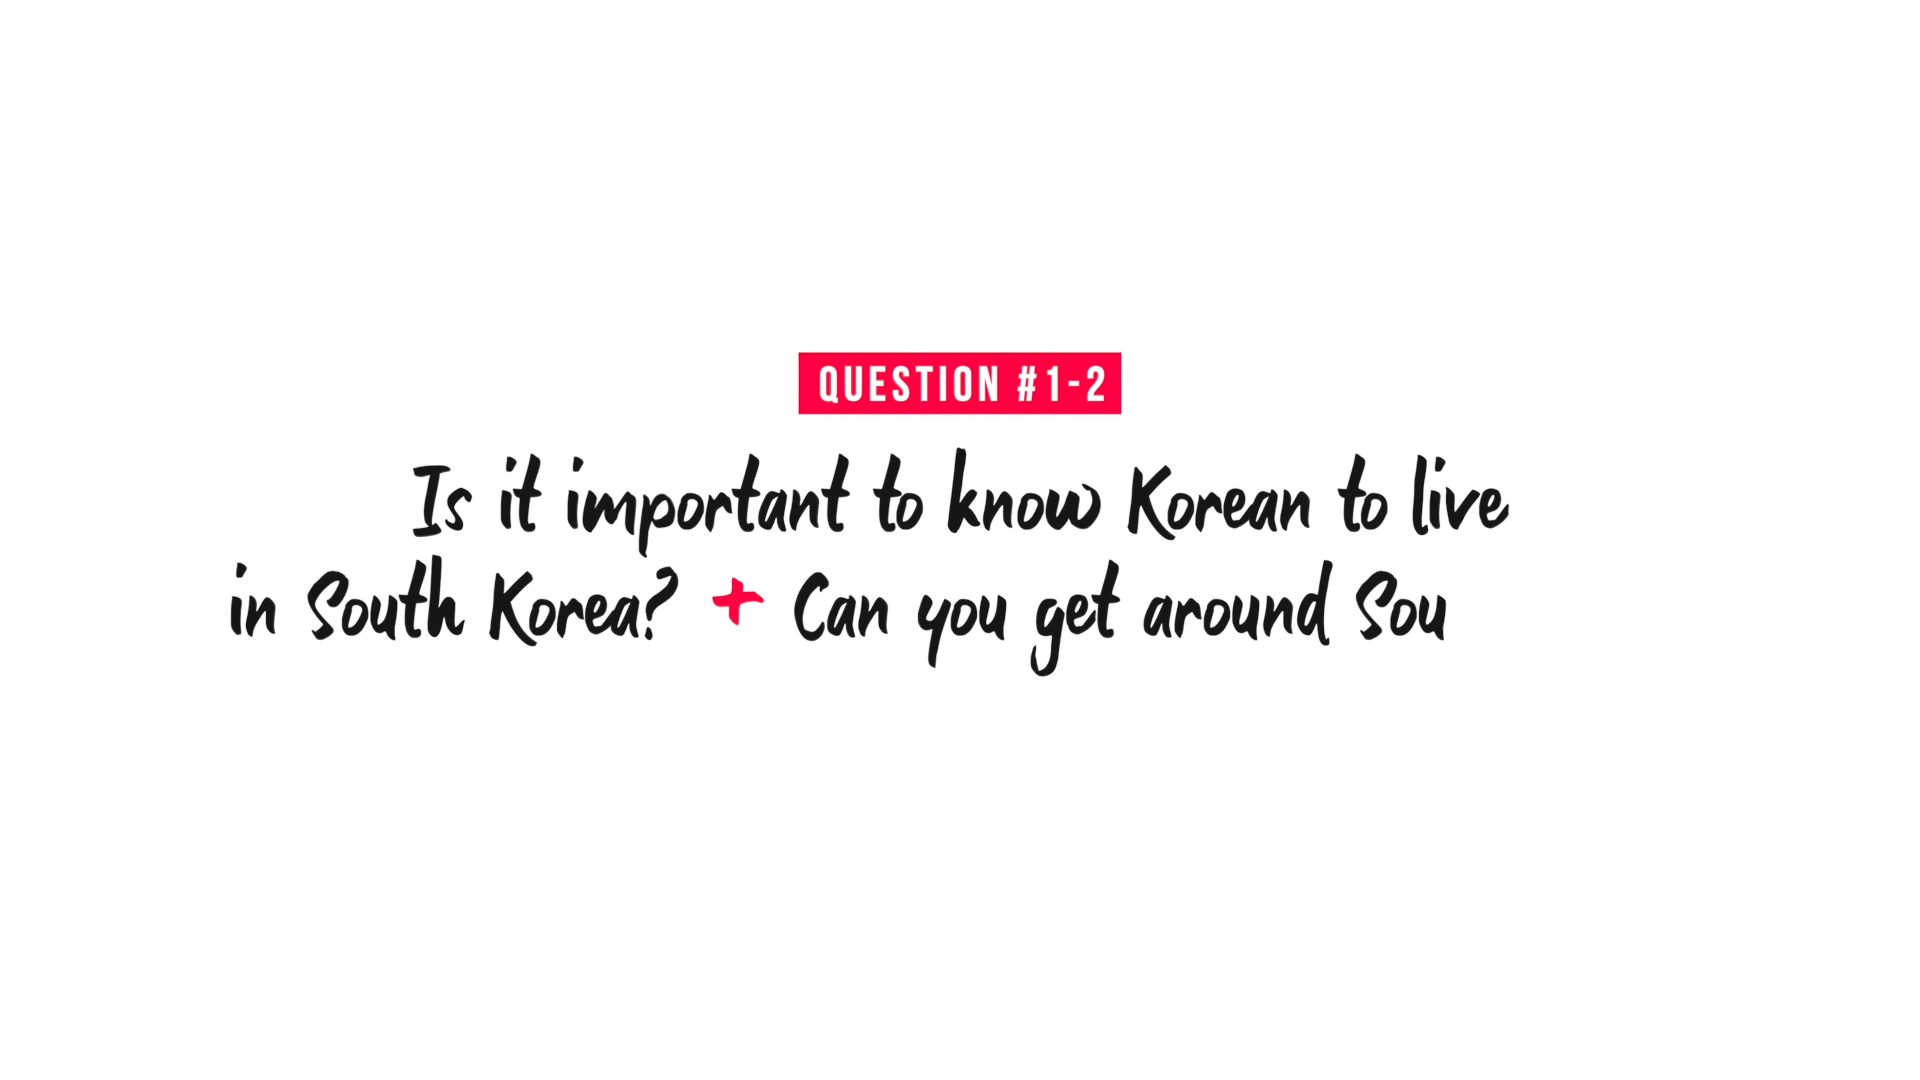 QUESTION #1-2
Is it important to know Korean to live
in South Korea? + Can you get around Sou